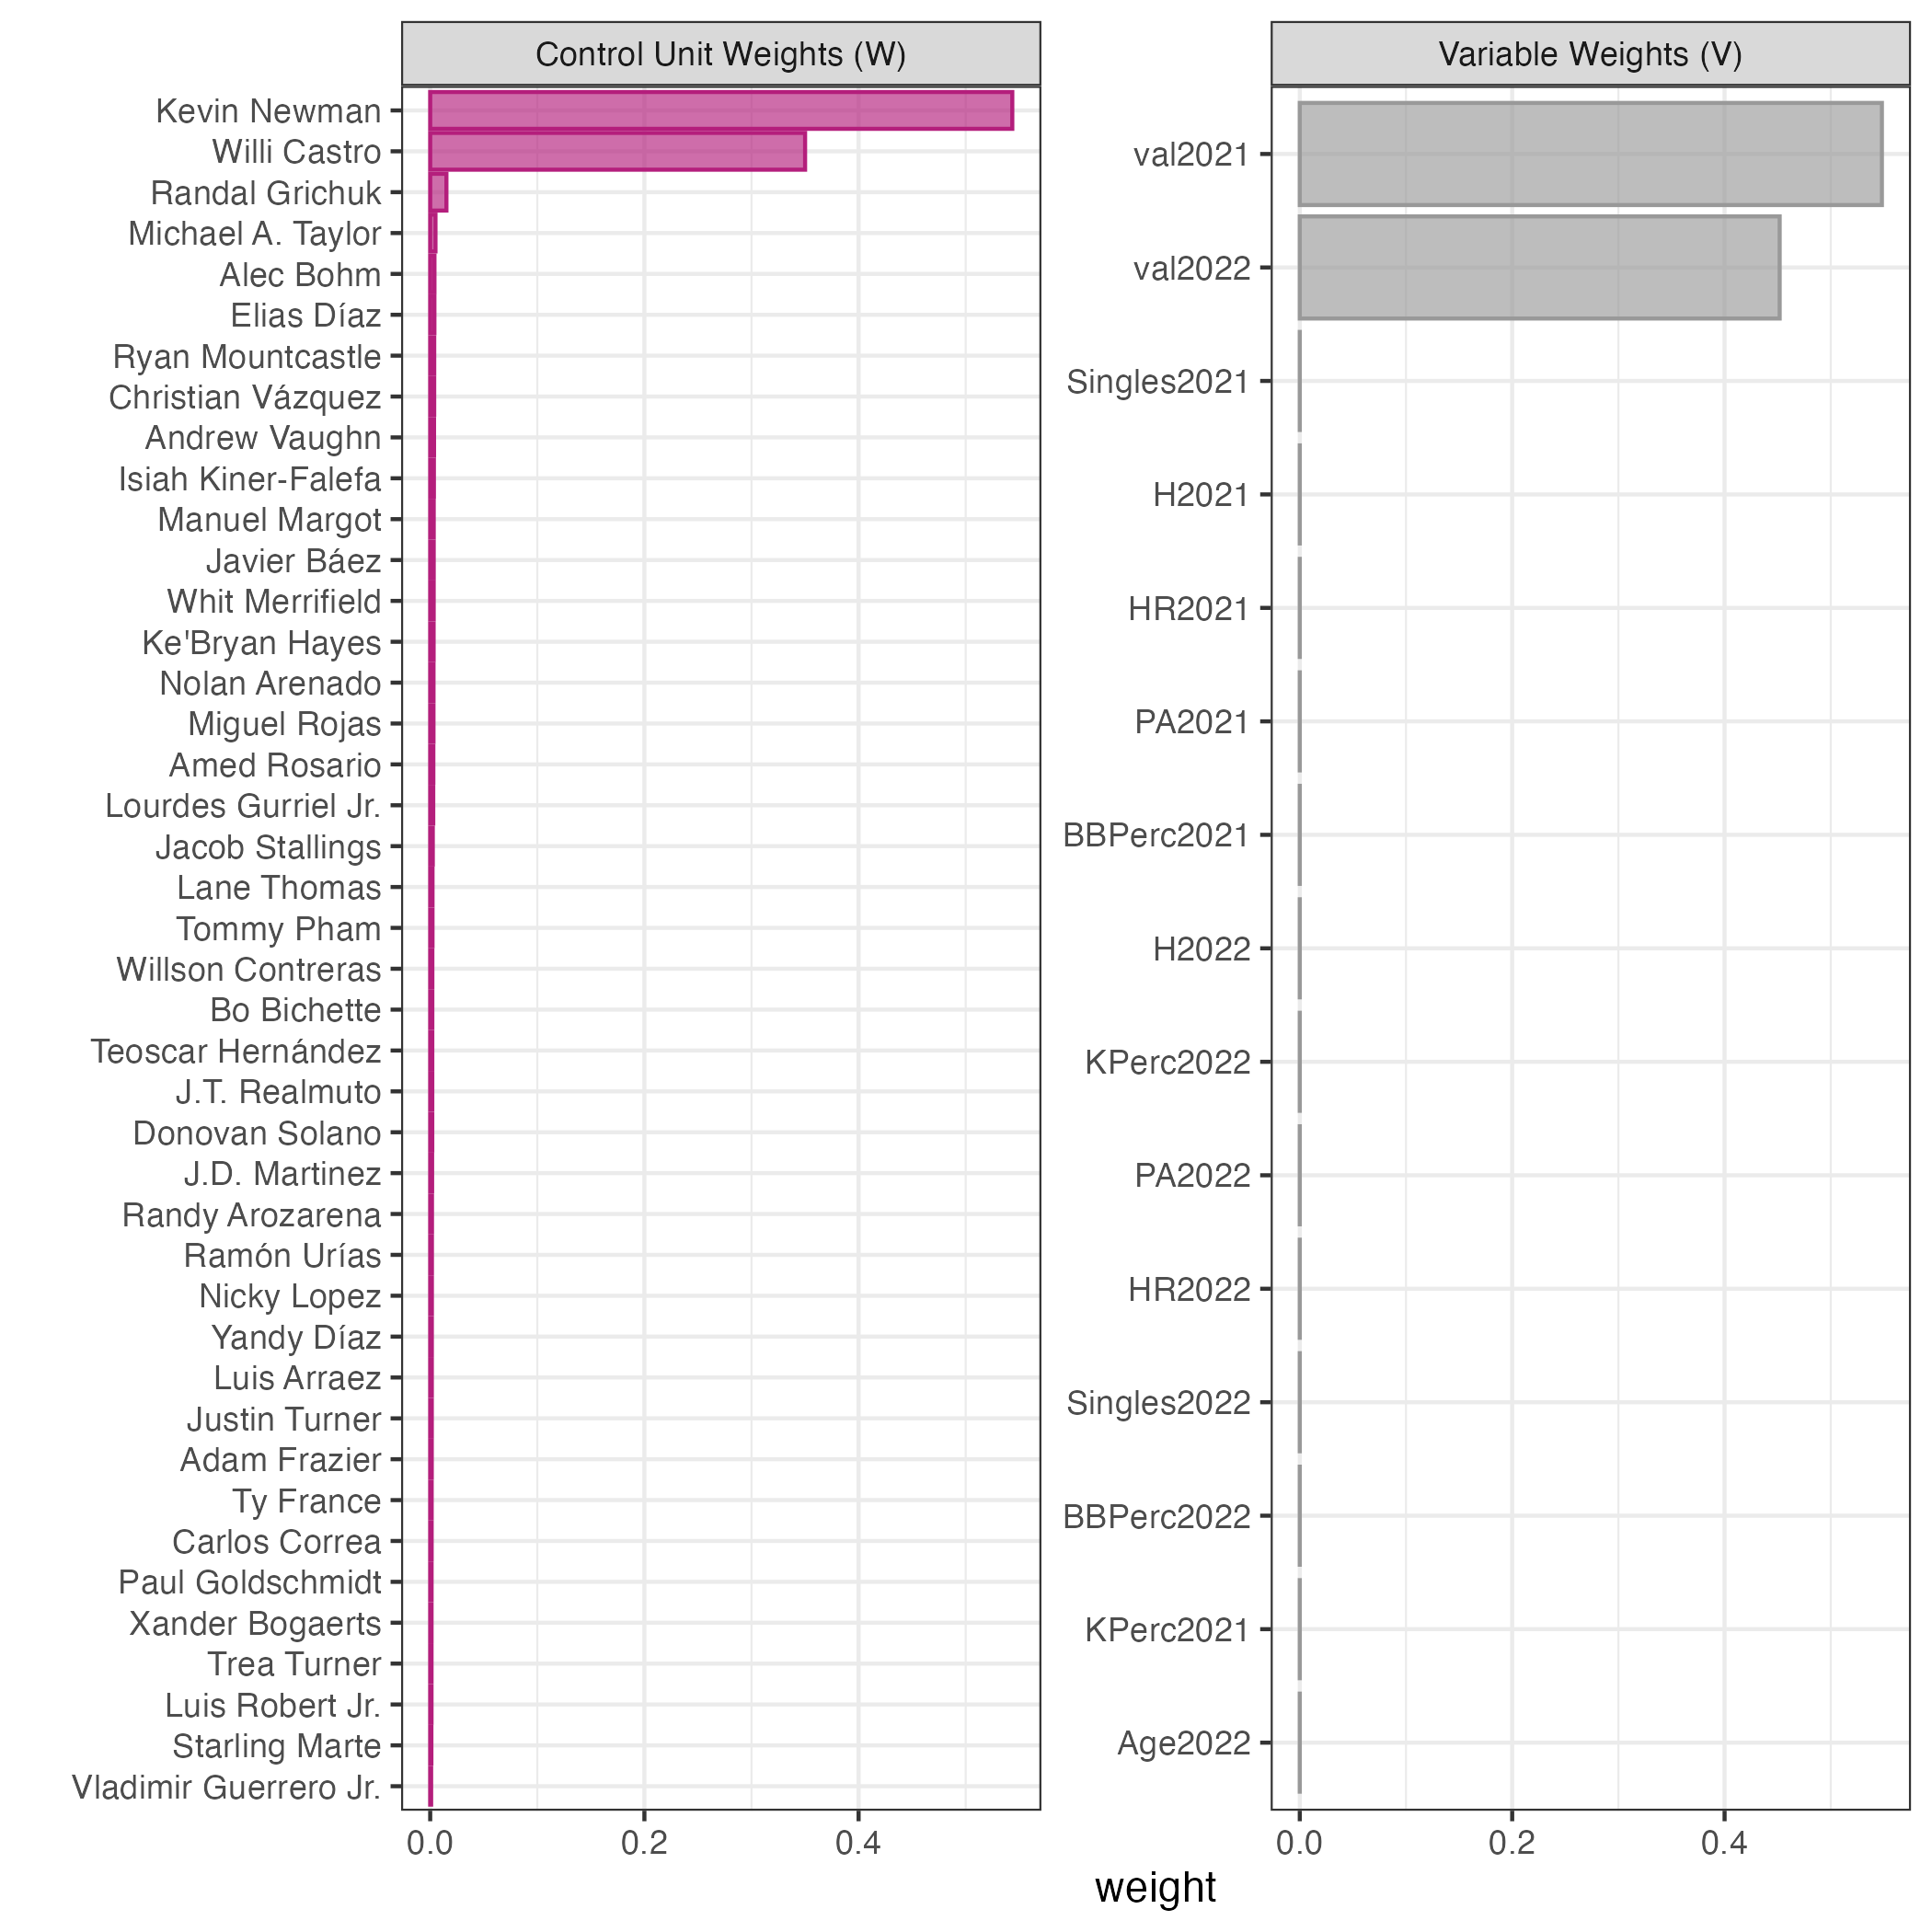 Control Unit Weights (W)
Kevin Newman
Willi Castro
Randal Grichuk
Michael A. Taylor
Alec Bohm
Elias Díaz
Ryan Mountcastle
Christian Vázquez
Andrew Vaughn
Isiah Kiner-Falefa
Manuel Margot
Javier Báez
Whit Merrifield
Ke'Bryan Hayes
Nolan Arenado
Miguel Rojas
Amed Rosario
Lourdes Gurriel Jr.
Jacob Stallings
Lane Thomas
Tommy Pham
Willson Contreras
Bo Bichette
Teoscar Hernández
J.T. Realmuto
Donovan Solano
J.D. Martinez
Randy Arozarena
Ramón Urías
Nicky Lopez
Yandy Díaz
Luis Arraez
Justin Turner
Adam Frazier
Ty France
Carlos Correa
Paul Goldschmidt
Xander Bogaerts
Trea Turner
Luis Robert Jr.
Starling Marte
Vladimir Guerrero Jr.
0.0 0.2 0.4
Variable Weights (V)
val2021
val2022
Singles2021
H2021
HR2021
PA2021
BBPerc2021
H2022
KPerc2022
PA2022
HR2022
Singles2022
BBPerc2022
KPerc2021
Age2022
0.0 0.2 0.4
weight